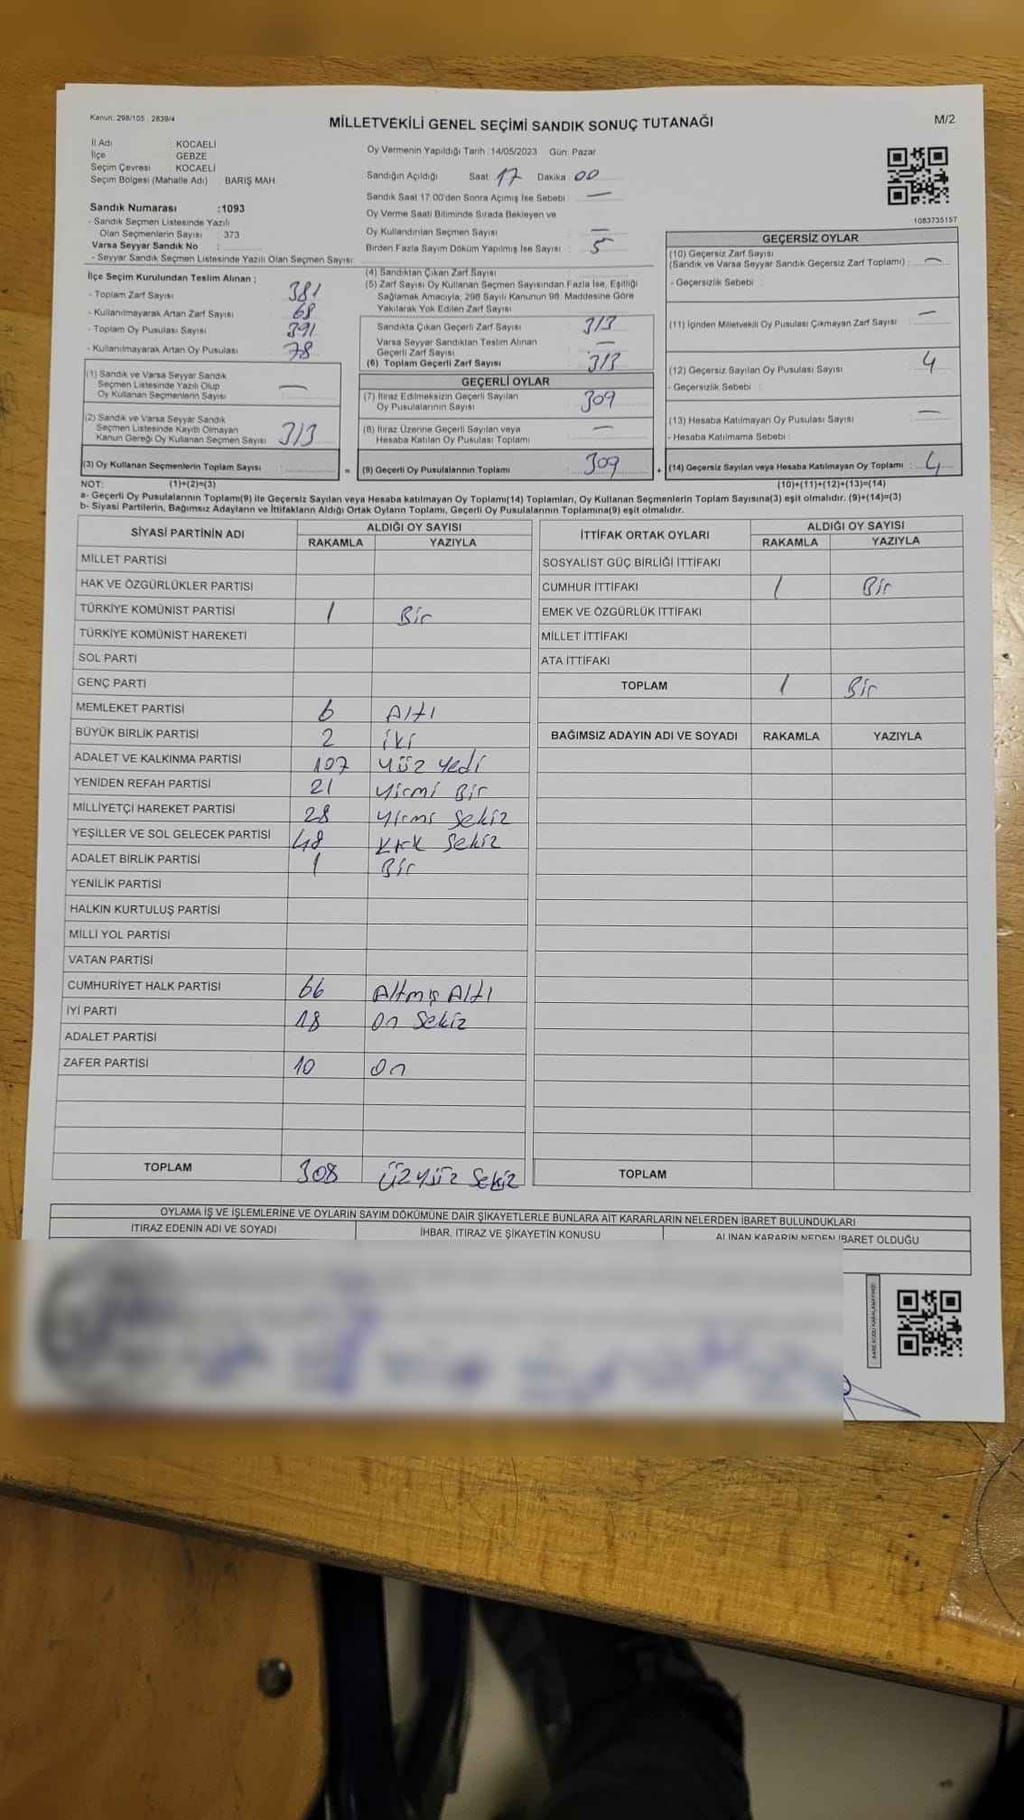 Kanun: 298/105 : 2839/4
MİLLETVEKİLİ GENEL SEÇİMİ SANDIK SONUÇ TUTANAĞI
M/2
İl Adı : KOCAELİ
İlçe : GEBZE
Seçim Çevresi : KOCAELİ
Seçim Bölgesi (Mahalle Adı) BARIŞ MAH.
Sandık Numarası :1093
- Sandık Seçmen Listesinde Yazılı
Olan Seçmenlerin Sayısı : 373
Varsa Seyyar Sandık No :
- Seyyar Sandık Seçmen Listesinde Yazılı Olan Seçmen Sayısı:
Oy Vermenin Yapıldığı Tarih :14/05/2023 Gün: Pazar
Sandığın Açıldığı Saat: 17 Dakika: 00
Sandık Saat 17.00'den Sonra Açılmış İse Sebebi : —
Oy Verme Saati Bitiminde Sırada Bekleyen ve
Oy Kullandırılan Seçmen Sayısı : —
Birden Fazla Sayım Döküm Yapılmış İse Sayısı : 5
1083735157
İlçe Seçim Kurulundan Teslim Alınan :
- Toplam Zarf Sayısı : 381
- Kullanılmayarak Artan Zarf Sayısı : 68
- Toplam Oy Pusulası Sayısı : 391
- Kullanılmayarak Artan Oy Pusulası : 78
(1) Sandık ve Varsa Seyyar Sandık
Seçmen Listesinde Yazılı Olup
Oy Kullanan Seçmenlerin Sayısı : —
(2) Sandık ve Varsa Seyyar Sandık
Seçmen Listesinde Kayıtlı Olmayan
Kanun Gereği Oy Kullanan Seçmen Sayısı : 313
(3) Oy Kullanan Seçmenlerin Toplam Sayısı :
(4) Sandıktan Çıkan Zarf Sayısı :
(5) Zarf Sayısı Oy Kullanan Seçmen Sayısından Fazla İse, Eşitliği
Sağlamak Amacıyla; 298 Sayılı Kanunun 98. Maddesine Göre
Yakılarak Yok Edilen Zarf Sayısı :
Sandıkta Çıkan Geçerli Zarf Sayısı : 313
Varsa Seyyar Sandıktan Teslim Alınan
Geçerli Zarf Sayısı : —
(6) Toplam Geçerli Zarf Sayısı : 313
GEÇERLİ OYLAR
(7) İtiraz Edilmeksizin Geçerli Sayılan
Oy Pusulalarının Sayısı : 309
(8) İtiraz Üzerine Geçerli Sayılan veya
Hesaba Katılan Oy Pusulası Toplamı : —
= (9) Geçerli Oy Pusulalarının Toplamı : 309
GEÇERSİZ OYLAR
(10) Geçersiz Zarf Sayısı
(Sandık ve Varsa Seyyar Sandık Geçersiz Zarf Toplamı) : —
- Geçersizlik Sebebi :
(11) İçinden Milletvekili Oy Pusulası Çıkmayan Zarf Sayısı : —
(12) Geçersiz Sayılan Oy Pusulası Sayısı : 4
- Geçersizlik Sebebi :
(13) Hesaba Katılmayan Oy Pusulası Sayısı : —
- Hesaba Katılmama Sebebi :
+ (14) Geçersiz Sayılan veya Hesaba Katılmayan Oy Toplamı : 4
NOT: (1)+(2)=(3) (10)+(11)+(12)+(13)=(14)
a- Geçerli Oy Pusulalarının Toplamı(9) ile Geçersiz Sayılan veya Hesaba katılmayan Oy Toplamı(14) Toplamları, Oy Kullanan Seçmenlerin Toplam Sayısına(3) eşit olmalıdır. (9)+(14)=(3)
b- Siyasi Partilerin, Bağımsız Adayların ve İttifakların Aldığı Ortak Oyların Toplamı, Geçerli Oy Pusulalarının Toplamına(9) eşit olmalıdır.
SİYASİ PARTİNİN ADI ALDIĞI OY SAYISI
RAKAMLA YAZIYLA
MİLLET PARTİSİ
HAK VE ÖZGÜRLÜKLER PARTİSİ
TÜRKİYE KOMÜNİST PARTİSİ 1 Bir
TÜRKİYE KOMÜNİST HAREKETİ
SOL PARTİ
GENÇ PARTİ
MEMLEKET PARTİSİ 6 Altı
BÜYÜK BİRLİK PARTİSİ 2 iki
ADALET VE KALKINMA PARTİSİ 107 Yüz Yedi
YENİDEN REFAH PARTİSİ 21 Yirmi Bir
MİLLİYETÇİ HAREKET PARTİSİ 28 Yirmi Sekiz
YEŞİLLER VE SOL GELECEK PARTİSİ 48 Kırk Sekiz
ADALET BİRLİK PARTİSİ 1 Bir
YENİLİK PARTİSİ
HALKIN KURTULUŞ PARTİSİ
MİLLİ YOL PARTİSİ
VATAN PARTİSİ
CUMHURİYET HALK PARTİSİ 66 Altmış Altı
İYİ PARTİ 18 On Sekiz
ADALET PARTİSİ
ZAFER PARTİSİ 10 On
TOPLAM 308 Üzyüz Sekiz
İTTİFAK ORTAK OYLARI ALDIĞI OY SAYISI
RAKAMLA YAZIYLA
SOSYALİST GÜÇ BİRLİĞİ İTTİFAKI
CUMHUR İTTİFAKI 1 Bir
EMEK VE ÖZGÜRLÜK İTTİFAKI
MİLLET İTTİFAKI
ATA İTTİFAKI
TOPLAM 1 Bir
BAĞIMSIZ ADAYIN ADI VE SOYADI RAKAMLA YAZIYLA
TOPLAM
OYLAMA İŞ VE İŞLEMLERİNE VE OYLARIN SAYIM DÖKÜMÜNE DAİR ŞİKAYETLERLE BUNLARA AİT KARARLARIN NELERDEN İBARET BULUNDUKLARI
İTİRAZ EDENİN ADI VE SOYADI İHBAR, İTİRAZ VE ŞİKAYETİN KONUSU ALINAN KARARIN NEDEN İBARET OLDUĞU